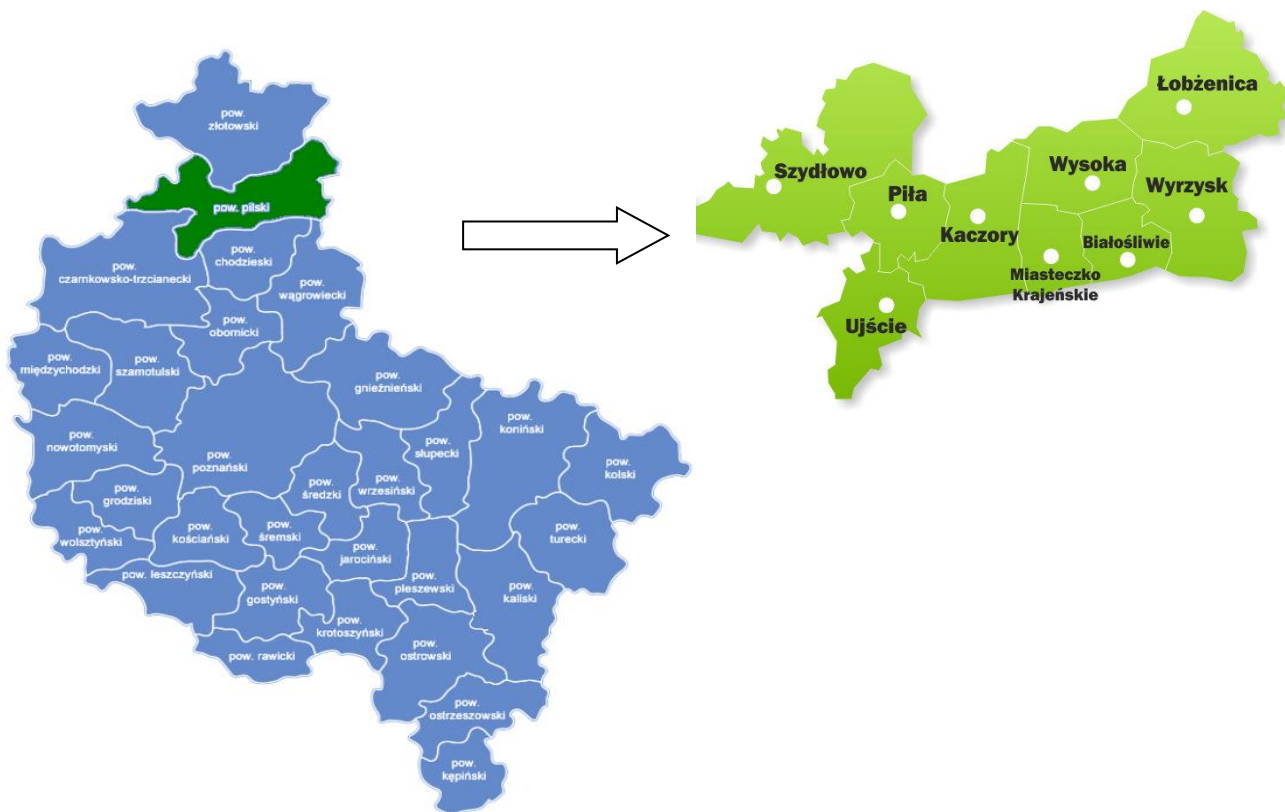 pow.
złotowski
pow. pilski
pow.
chodzieski
pow.
czarnkowsko-trzcianecki
pow.
wągrowiecki
pow.
obornicki
pow.
międzychodzki
pow.
szamotulski
pow.
gnieźnieński
pow.
koniński
pow.
słupecki
pow.
nowotomyski
pow.
poznański
pow.
kolski
pow.
średzki
pow.
wrzesiński
pow.
grodziski
pow.
wolsztyński
pow.
kościański
pow.
śremski
pow.
jarociński
pow.
turecki
pow. leszczyński
pow.
gostyński
pow.
pleszewski
pow.
kaliski
pow.
krotoszyński
pow. rawicki
pow.
ostrowski
pow.
ostrzeszowski
pow.
kępiński
Łobżenica
Szydłowo
Wysoka
Wyrzysk
Piła
Kaczory
Białośliwie
Miasteczko
Krajeńskie
Ujście